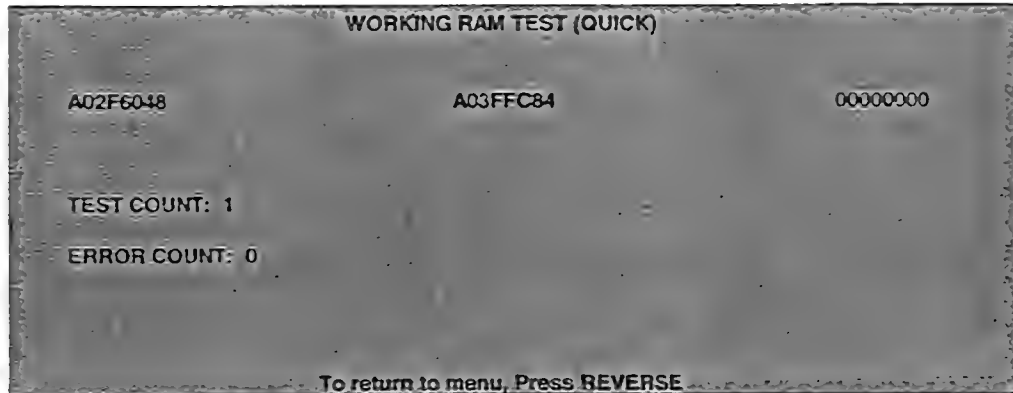 WORKING RAM TEST (QUICK)
A02F6048 A03FFC84 00000000
TEST COUNT: 1
ERROR COUNT: 0
To return to menu, Press REVERSE